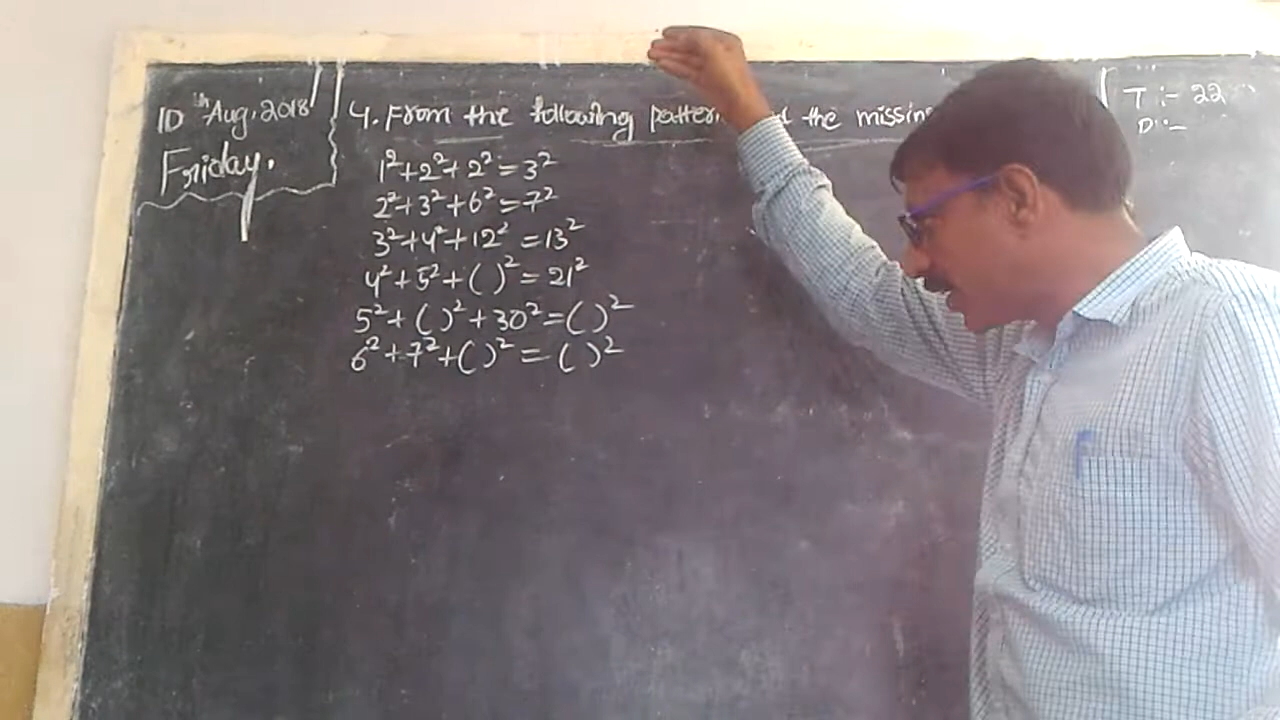 10th Aug, 2018
Friday.
4. From the following patter the missin
1²+2²+2²=3²
2²+3²+6²=7²
3²+4²+12²=13²
4²+5²+( )²=21²
5²+( )²+30²=( )²
6²+7²+( )²=( )²
T :- 22
D :-